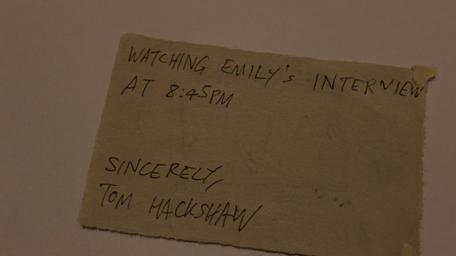 WATCHING EMILY's INTERVIEW
AT 8:45PM
SINCERELY,
TOM HACKSHAW